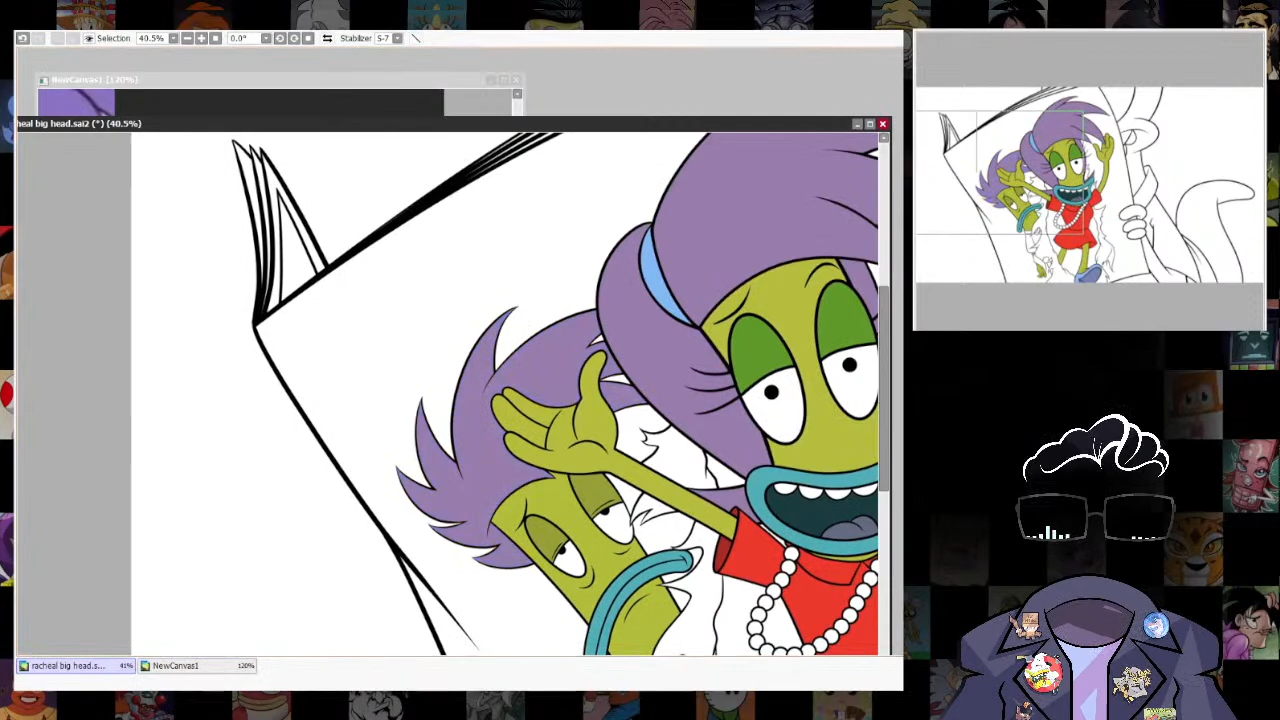 Selection 40.5% 0.0° Stabilizer S-7
NewCanvas1 (120%)
heal big head.sai2 (*) (40.5%)
racheal big head.s... 41% NewCanvas1 120%